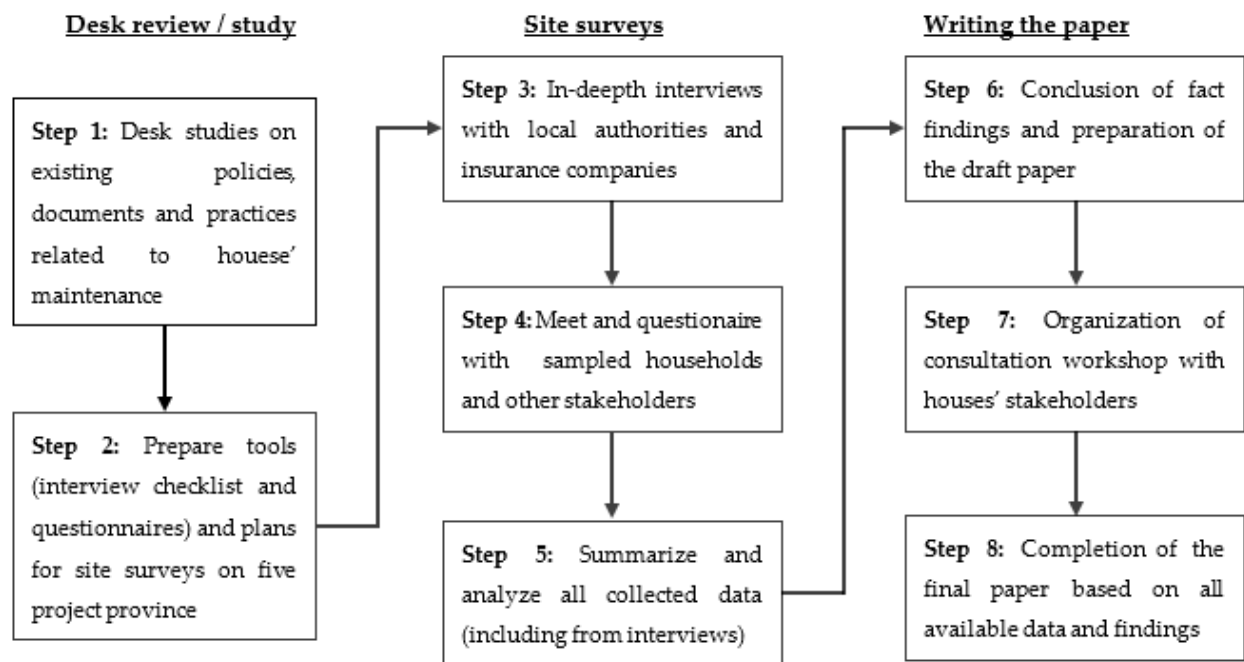 Desk review / study
Step 1: Desk studies on
existing policies,
documents and practices
related to houese'
maintenance
Step 2: Prepare tools
(interview checklist and
questionnaires) and plans
for site surveys on five
project province
Site surveys
Step 3: In-deepth interviews
with local authorities and
insurance companies
Step 4: Meet and questionaire
with sampled households
and other stakeholders
Step 5: Summarize and
analyze all collected data
(including from interviews)
Writing the paper
Step 6: Conclusion of fact
findings and preparation of
the draft paper
Step 7: Organization of
consultation workshop with
houses' stakeholders
Step 8: Completion of the
final paper based on all
available data and findings